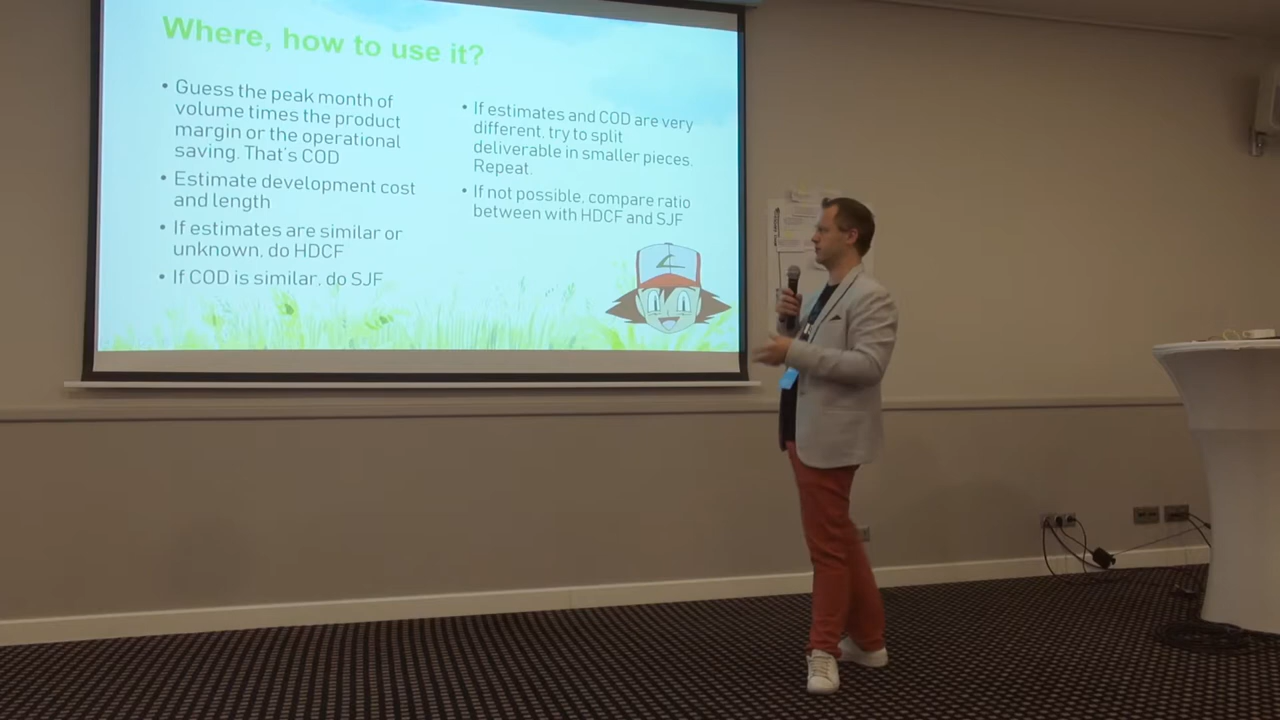 Where, how to use it?
• Guess the peak month of
volume times the product
margin or the operational
saving. That's COD
• Estimate development cost
and length
• If estimates are similar or
unknown, do HDCF
• If COD is similar, do SJF
• If estimates and COD are very
different, try to split
deliverable in smaller pieces.
Repeat.
• If not possible, compare ratio
between with HDCF and SJF